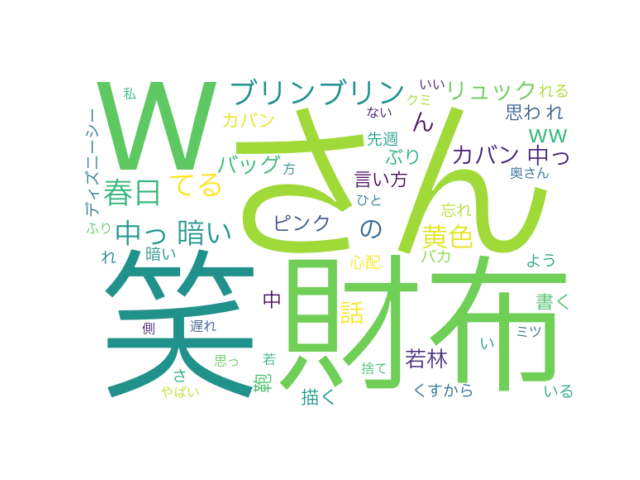 私
W
ブリンブリン
いい
リュック
れる
ない
クミ
思わ れ
カバン
ん
ww
ディズニーシー
先週
さん
ぶり
カバン 中っ
バッグ
方
奥さん
春日
てる
言い方
ひと
ピンク
忘れ
ふり
中っ 暗い
の
黄色
れ
暗い
心配
バカ
よう
笑
財布
中
話
書く
側
遅れ
い
ミツ
思っ
若
若林
さ
鞄
捨て
やばい
描く
くすから
いる